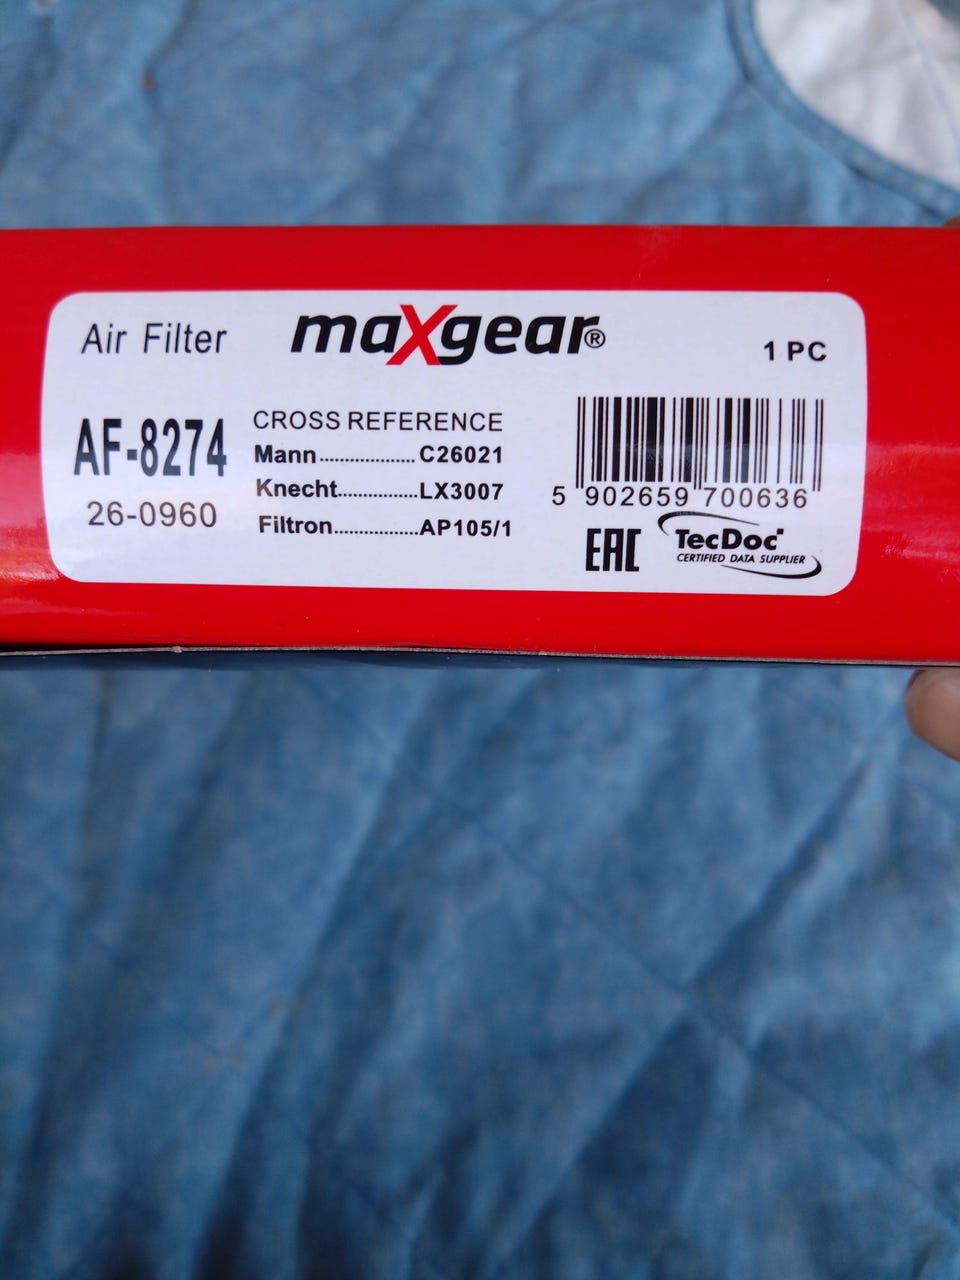 Air Filter
maxgear®
1 PC
AF-8274
26-0960
CROSS REFERENCE
Mann...................C26021
Knecht................LX3007
Filtron.................AP105/1
5 902659 700636
EAC
TecDoc
CERTIFIED DATA SUPPLIER